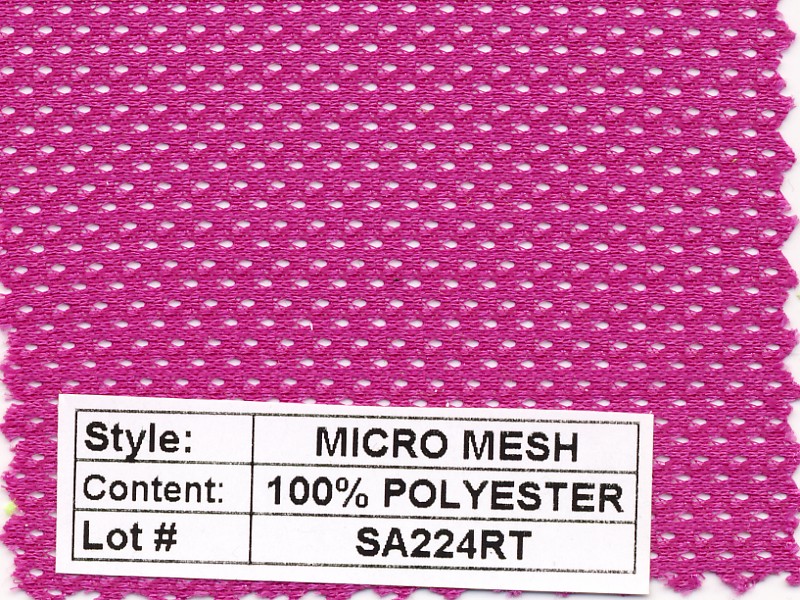 Style: MICRO MESH
Content: 100% POLYESTER
Lot # SA224RT